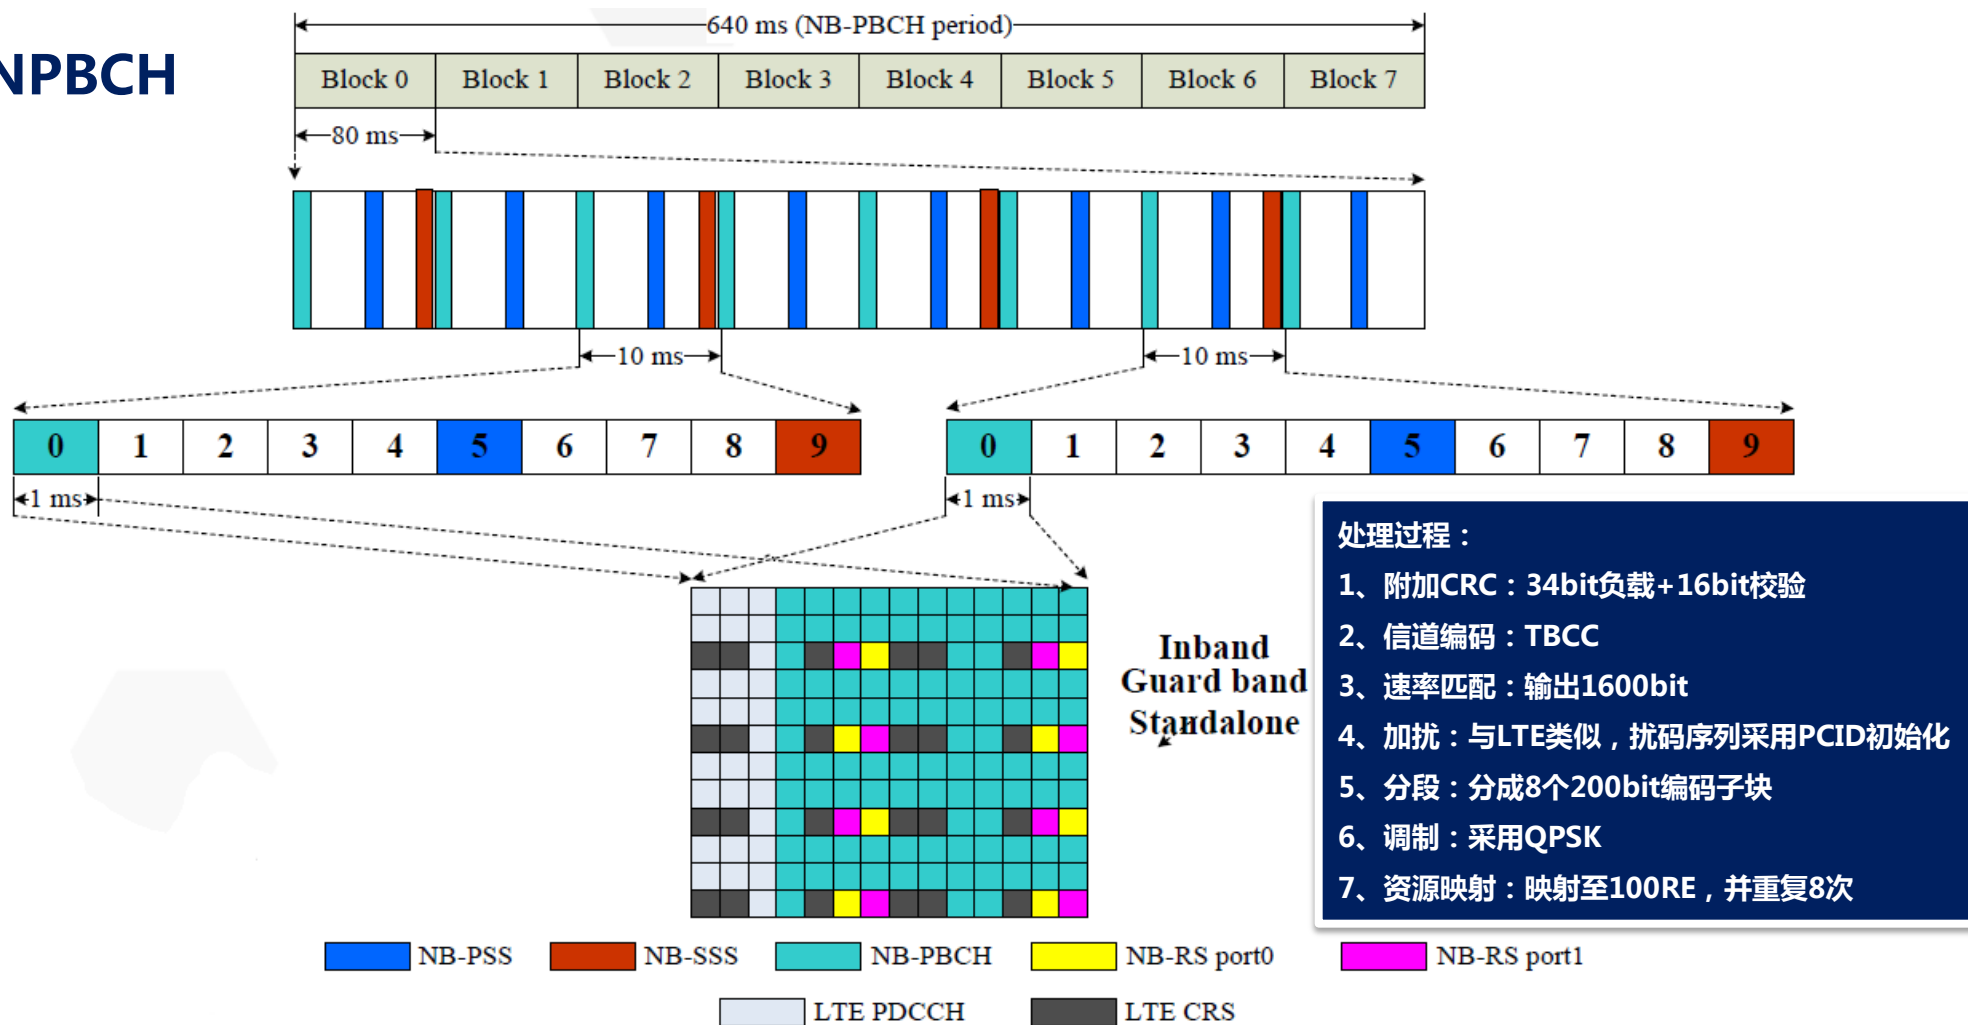 640 ms (NB-PBCH period)
NPBCH
Block 0 Block 1 Block 2 Block 3 Block 4 Block 5 Block 6 Block 7
80 ms
10 ms 10 ms
0 1 2 3 4 5 6 7 8 9 0 1 2 3 4 5 6 7 8 9
1 ms 1 ms
Inband
Guard band
Standalone
处理过程：
1、附加CRC：34bit负载+16bit校验
2、信道编码：TBCC
3、速率匹配：输出1600bit
4、加扰：与LTE类似，扰码序列采用PCID初始化
5、分段：分成8个200bit编码子块
6、调制：采用QPSK
7、资源映射：映射至100RE，并重复8次
NB-PSS NB-SSS NB-PBCH NB-RS port0 NB-RS port1
LTE PDCCH LTE CRS